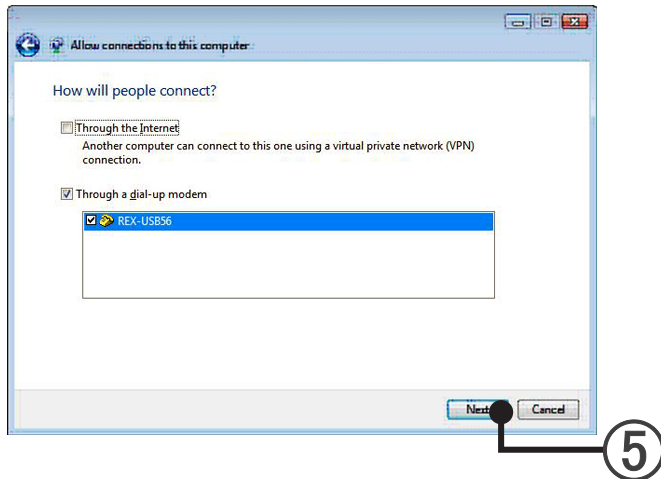 Allow connections to this computer
How will people connect?
Through the Internet
Another computer can connect to this one using a virtual private network (VPN)
connection.
Through a dial-up modem
REX-USB56
Next
Cancel
⑤